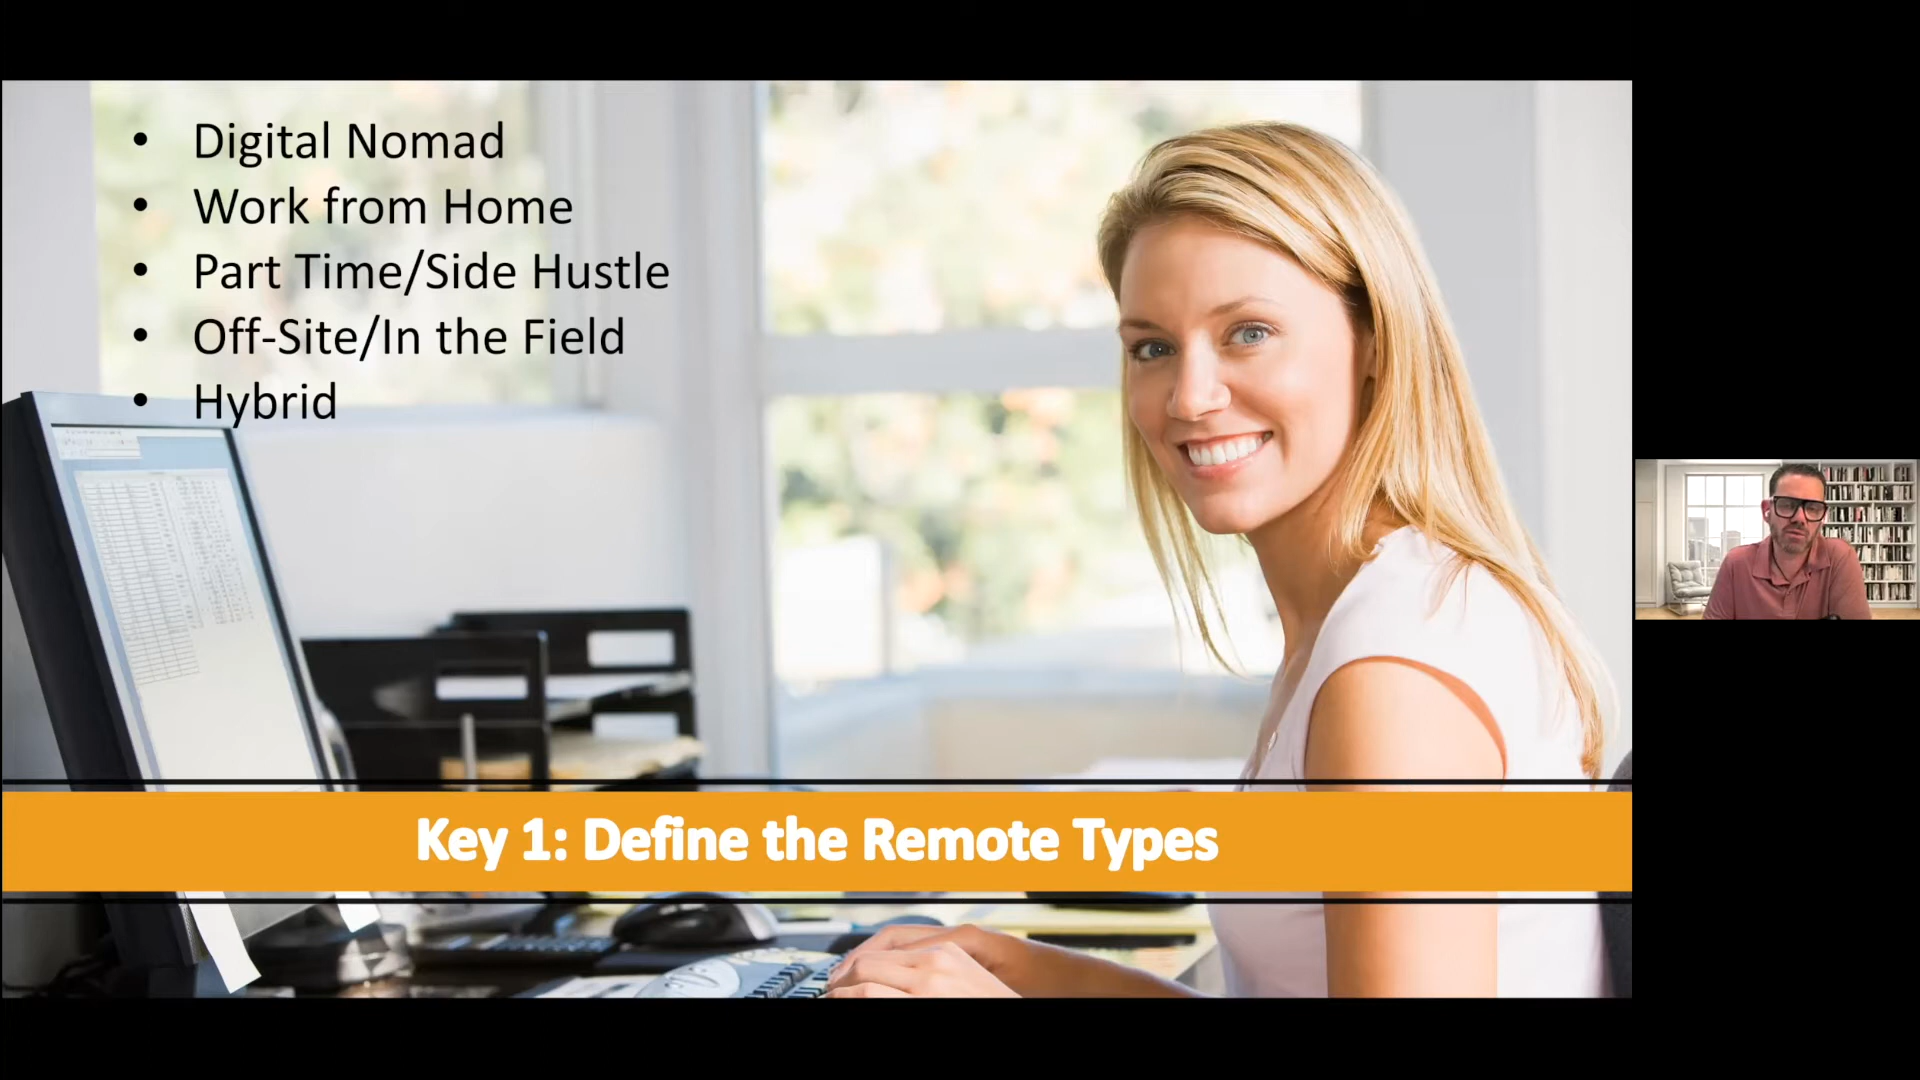 • Digital Nomad
• Work from Home
• Part Time/Side Hustle
• Off-Site/In the Field
• Hybrid
Key 1: Define the Remote Types